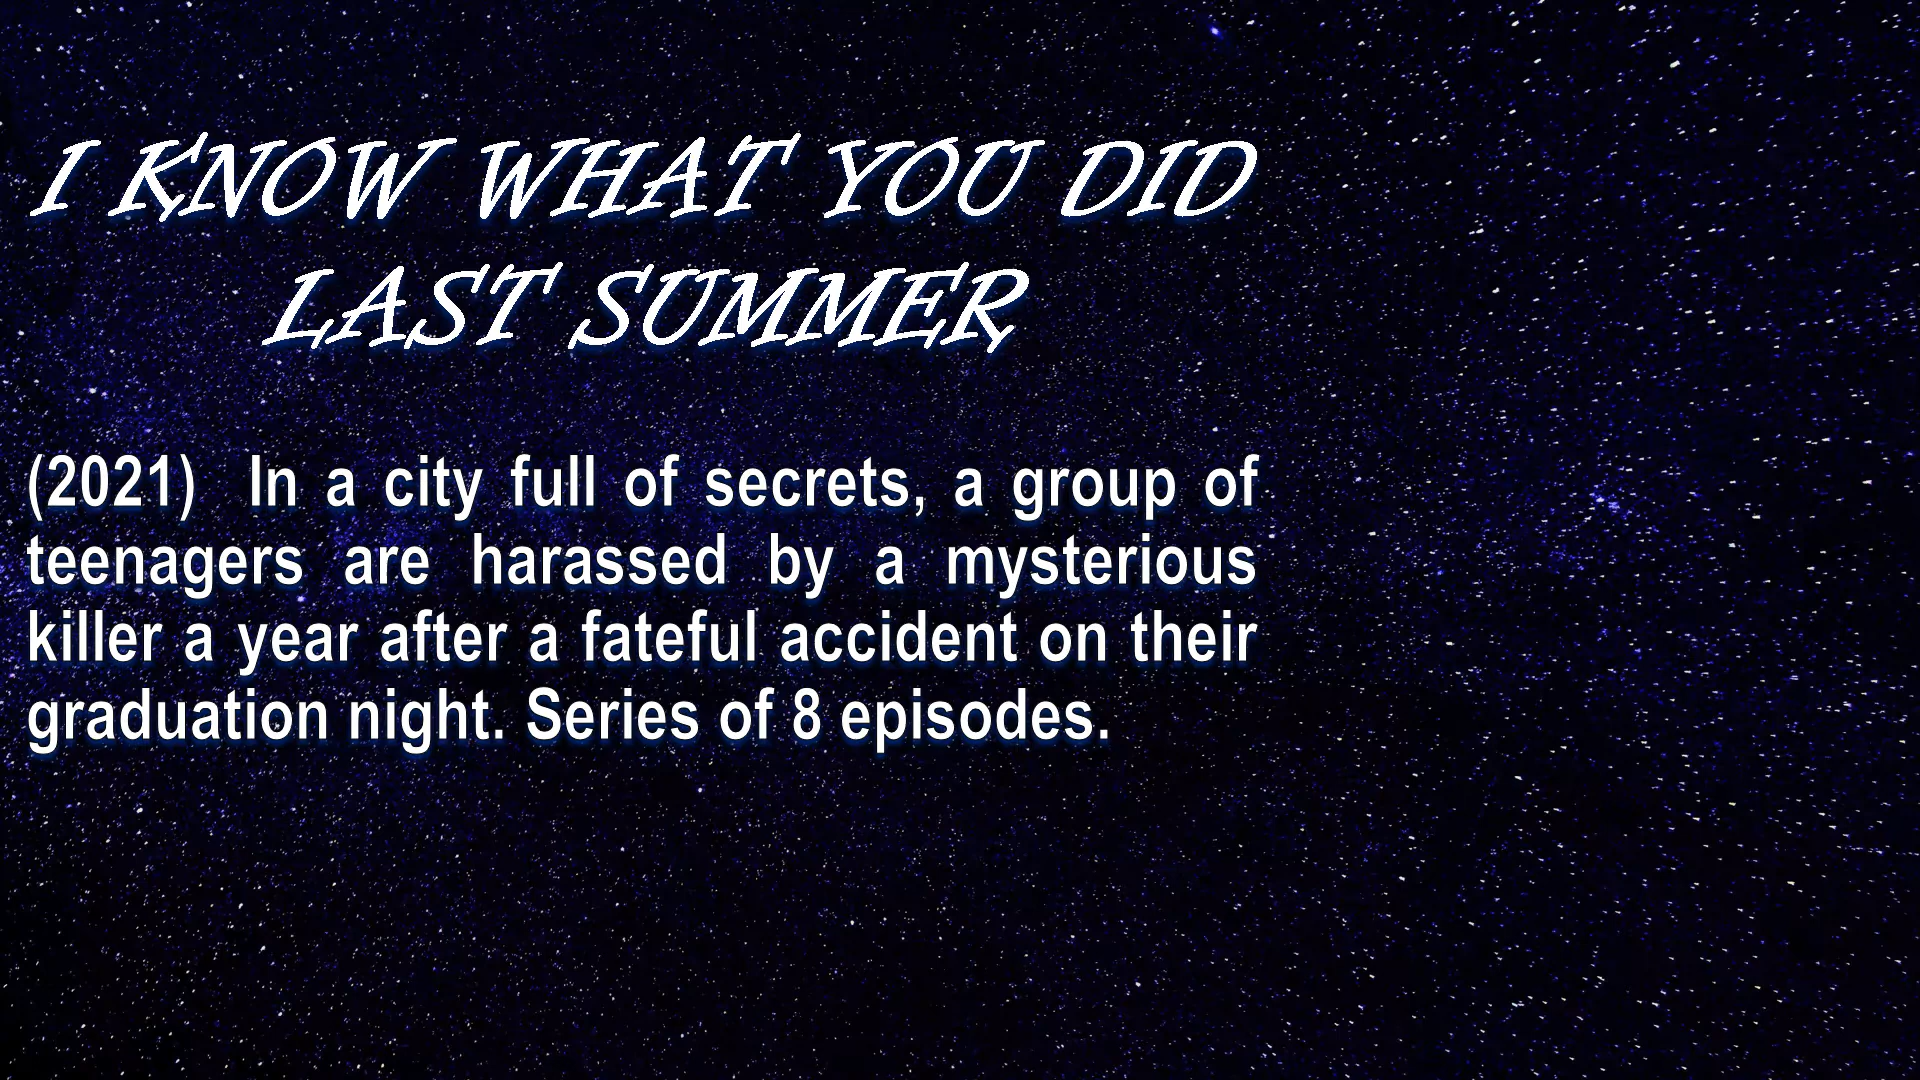 I KNOW WHAT YOU DID
LAST SUMMER
(2021)  In a city full of secrets, a group of
teenagers are harassed by a mysterious
killer a year after a fateful accident on their
graduation night. Series of 8 episodes.